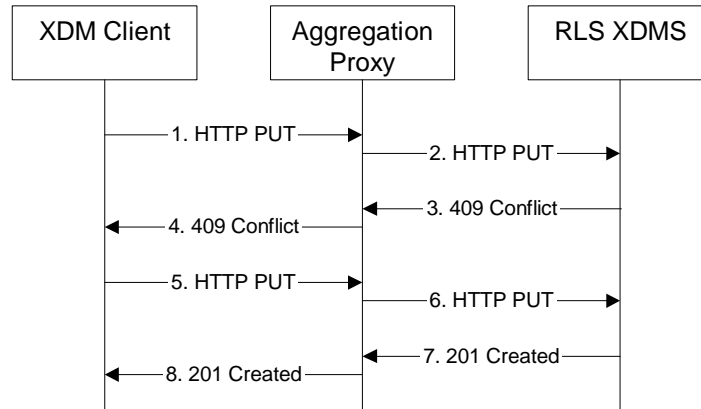 XDM Client
Aggregation
Proxy
RLS XDMS
1. HTTP PUT
2. HTTP PUT
3. 409 Conflict
4. 409 Conflict
5. HTTP PUT
6. HTTP PUT
7. 201 Created
8. 201 Created